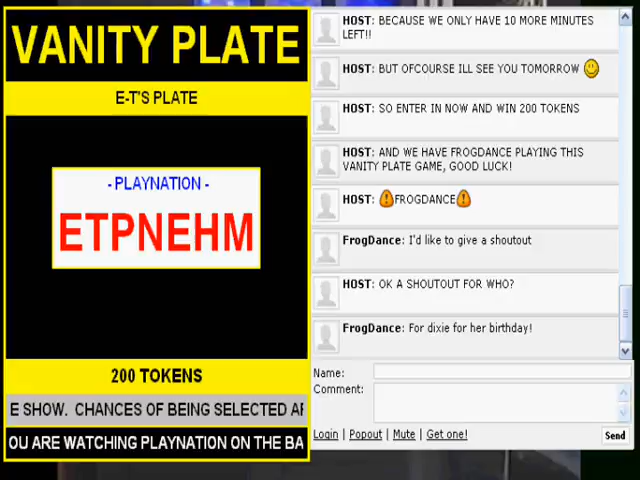 VANITY PLATE
E-T'S PLATE
- PLAYNATION -
ETPNEHM
200 TOKENS
E SHOW. CHANCES OF BEING SELECTED AR
OU ARE WATCHING PLAYNATION ON THE BA
HOST: BECAUSE WE ONLY HAVE 10 MORE MINUTES
LEFT!!
HOST: BUT OFCOURSE ILL SEE YOU TOMORROW
HOST: SO ENTER IN NOW AND WIN 200 TOKENS
HOST: AND WE HAVE FROGDANCE PLAYING THIS
VANITY PLATE GAME, GOOD LUCK!
HOST: FROGDANCE
FrogDance: I'd like to give a shoutout
HOST: OK A SHOUTOUT FOR WHO?
FrogDance: For dixie for her birthday!
Name:
Comment:
Login | Popout | Mute | Get one!
Send